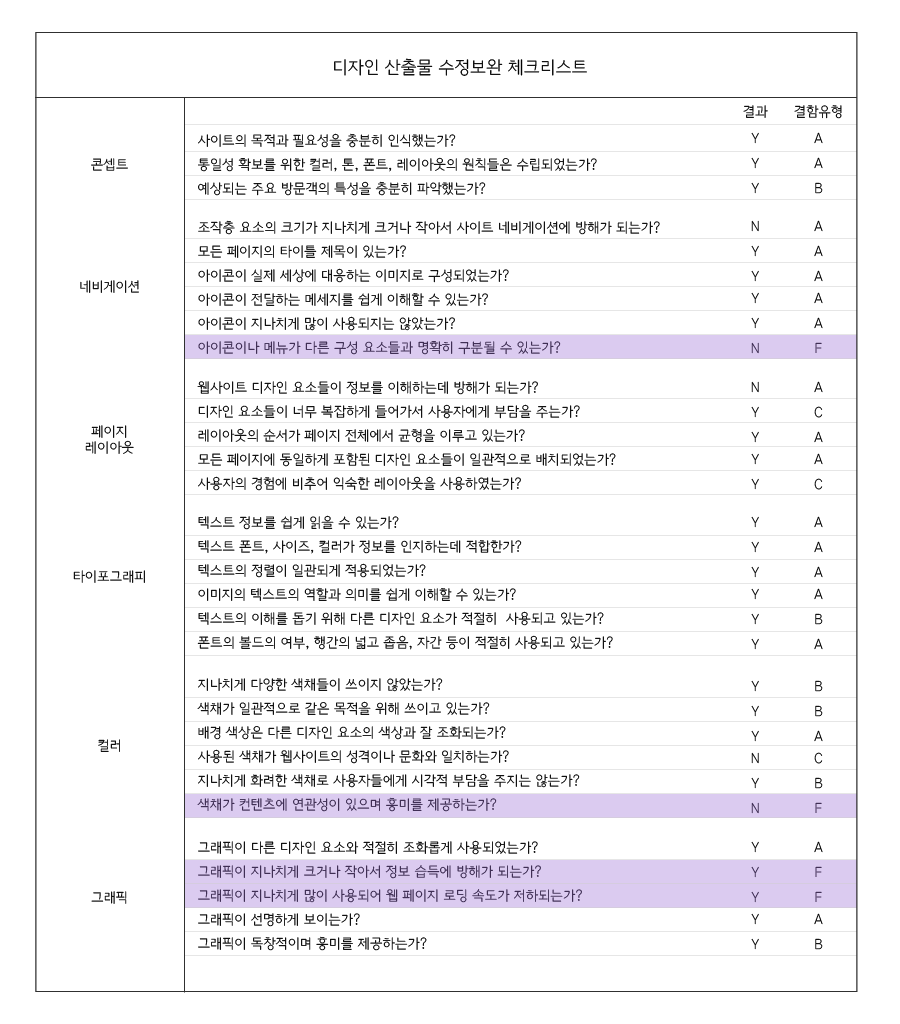 디자인 산출물 수정보완 체크리스트
결과 결함유형
콘셉트
사이트의 목적과 필요성을 충분히 인식했는가? Y A
통일성 확보를 위한 컬러, 톤, 폰트, 레이아웃의 원칙들은 수립되었는가? Y A
예상되는 주요 방문객의 특성을 충분히 파악했는가? Y B
네비게이션
조작층 요소의 크기가 지나치게 크거나 작아서 사이트 네비게이션에 방해가 되는가? N A
모든 페이지의 타이틀 제목이 있는가? Y A
아이콘이 실제 세상에 대응하는 이미지로 구성되었는가? Y A
아이콘이 전달하는 메세지를 쉽게 이해할 수 있는가? Y A
아이콘이 지나치게 많이 사용되지는 않았는가? Y A
아이콘이나 메뉴가 다른 구성 요소들과 명확히 구분될 수 있는가? N F
페이지
레이아웃
웹사이트 디자인 요소들이 정보를 이해하는데 방해가 되는가? N A
디자인 요소들이 너무 복잡하게 들어가서 사용자에게 부담을 주는가? Y C
레이아웃의 순서가 페이지 전체에서 균형을 이루고 있는가? Y A
모든 페이지에 동일하게 포함된 디자인 요소들이 일관적으로 배치되었는가? Y A
사용자의 경험에 비추어 익숙한 레이아웃을 사용하였는가? Y C
타이포그래피
텍스트 정보를 쉽게 읽을 수 있는가? Y A
텍스트 폰트, 사이즈, 컬러가 정보를 인지하는데 적합한가? Y A
텍스트의 정렬이 일관되게 적용되었는가? Y A
이미지의 텍스트의 역할과 의미를 쉽게 이해할 수 있는가? Y A
텍스트의 이해를 돕기 위해 다른 디자인 요소가 적절히 사용되고 있는가? Y B
폰트의 볼드의 여부, 행간의 넓고 좁음, 자간 등이 적절히 사용되고 있는가? Y A
컬러
지나치게 다양한 색채들이 쓰이지 않았는가? Y B
색채가 일관적으로 같은 목적을 위해 쓰이고 있는가? Y B
배경 색상은 다른 디자인 요소의 색상과 잘 조화되는가? Y A
사용된 색채가 웹사이트의 성격이나 문화와 일치하는가? N C
지나치게 화려한 색채로 사용자들에게 시각적 부담을 주지는 않는가? Y B
색채가 컨텐츠에 연관성이 있으며 흥미를 제공하는가? N F
그래픽
그래픽이 다른 디자인 요소와 적절히 조화롭게 사용되었는가? Y A
그래픽이 지나치게 크거나 작아서 정보 습득에 방해가 되는가? Y F
그래픽이 지나치게 많이 사용되어 웹 페이지 로딩 속도가 저하되는가? Y F
그래픽이 선명하게 보이는가? Y A
그래픽이 독창적이며 흥미를 제공하는가? Y B